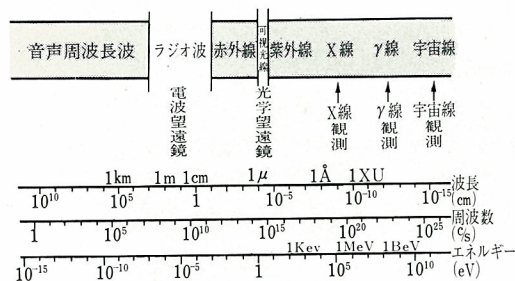 音声周波長波 ラジオ波 赤外線 可視光線 紫外線 X線 γ線 宇宙線
電波望遠鏡 光学望遠鏡 X線観測 γ線観測 宇宙線観測
1km 1m 1cm 1μ 1Å 1XU 波長
10¹⁰ 10⁵ 1 10⁻⁵ 10⁻¹⁰ 10⁻¹⁵ (cm)
周波数
1 10⁵ 10¹⁰ 10¹⁵ 10²⁰ 10²⁵ (c/s)
1Kev 1MeV 1BeV エネルギー
10⁻¹⁵ 10⁻¹⁰ 10⁻⁵ 1 10⁵ 10¹⁰ (eV)